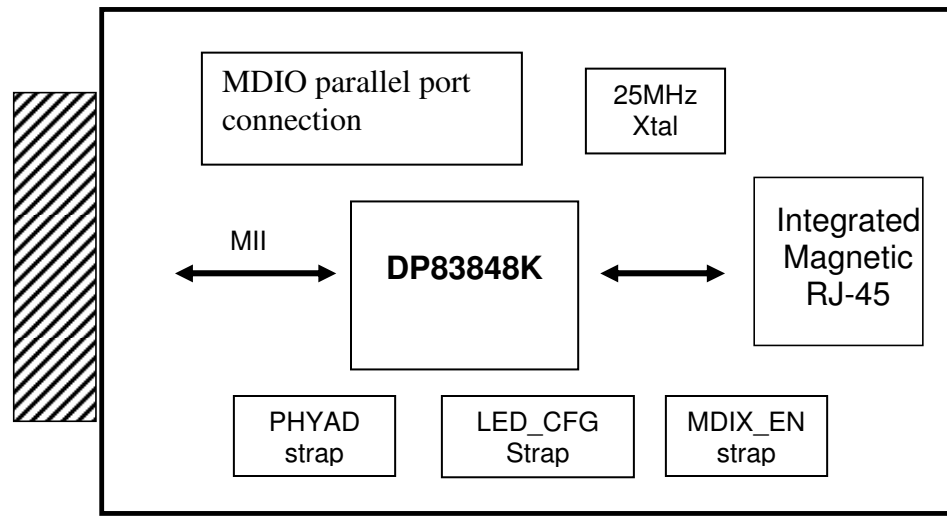 MDIO parallel port
connection
25MHz
Xtal
MII
DP83848K
Integrated
Magnetic
RJ-45
PHYAD
strap
LED_CFG
Strap
MDIX_EN
strap